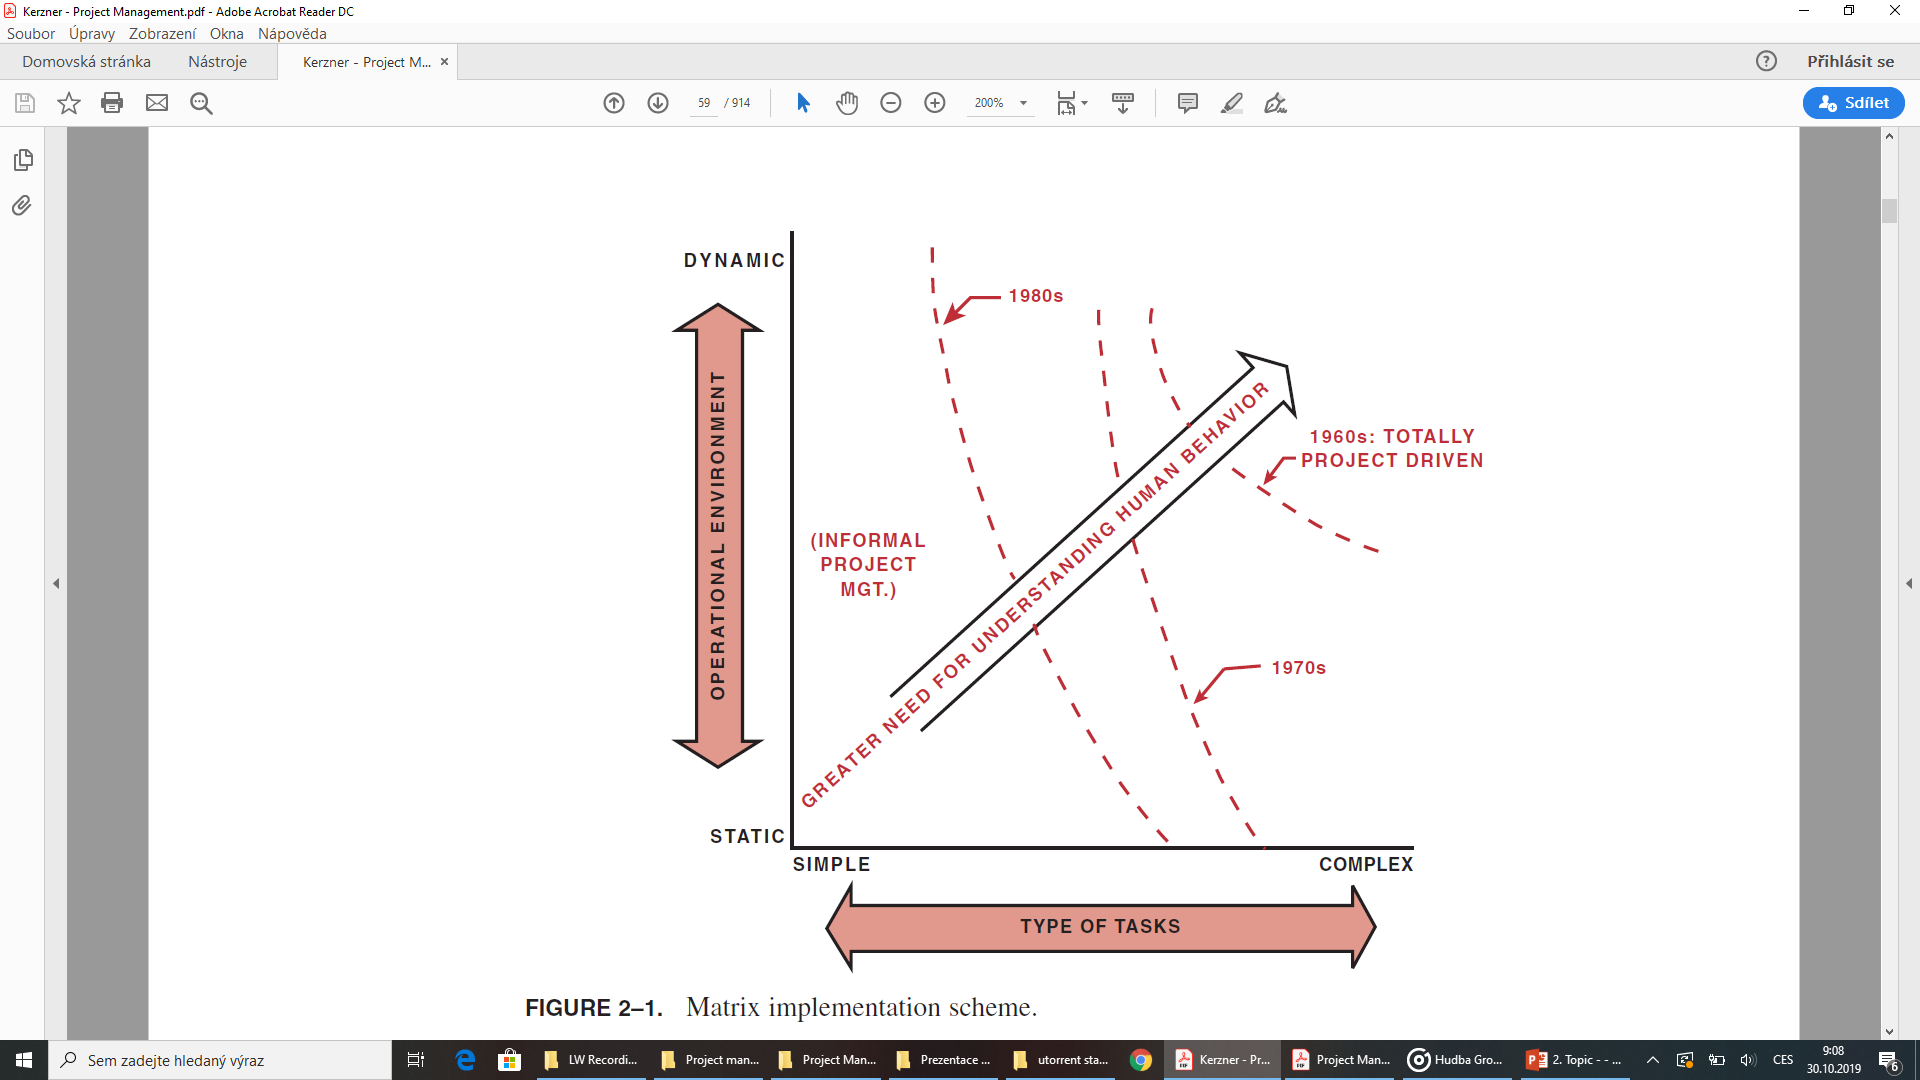 Kerzner - Project Management.pdf - Adobe Acrobat Reader DC
Soubor Úpravy Zobrazení Okna Nápověda
Domovská stránka Nástroje Kerzner - Project M... × ? Přihlásit se
59 / 914 200% Sdílet
DYNAMIC
1980s
OPERATIONAL ENVIRONMENT
GREATER NEED FOR UNDERSTANDING HUMAN BEHAVIOR
1960s: TOTALLY
PROJECT DRIVEN
(INFORMAL
PROJECT
MGT.)
1970s
STATIC
SIMPLE COMPLEX
TYPE OF TASKS
FIGURE 2–1. Matrix implementation scheme.
Sem zadejte hledaný výraz LW Recordi... Project man... Project Man... Prezentace ... utorrent sta... Kerzner - Pr... Project Man... Hudba Gro... 2. Topic - - ... CES 9:08
30.10.2019 6